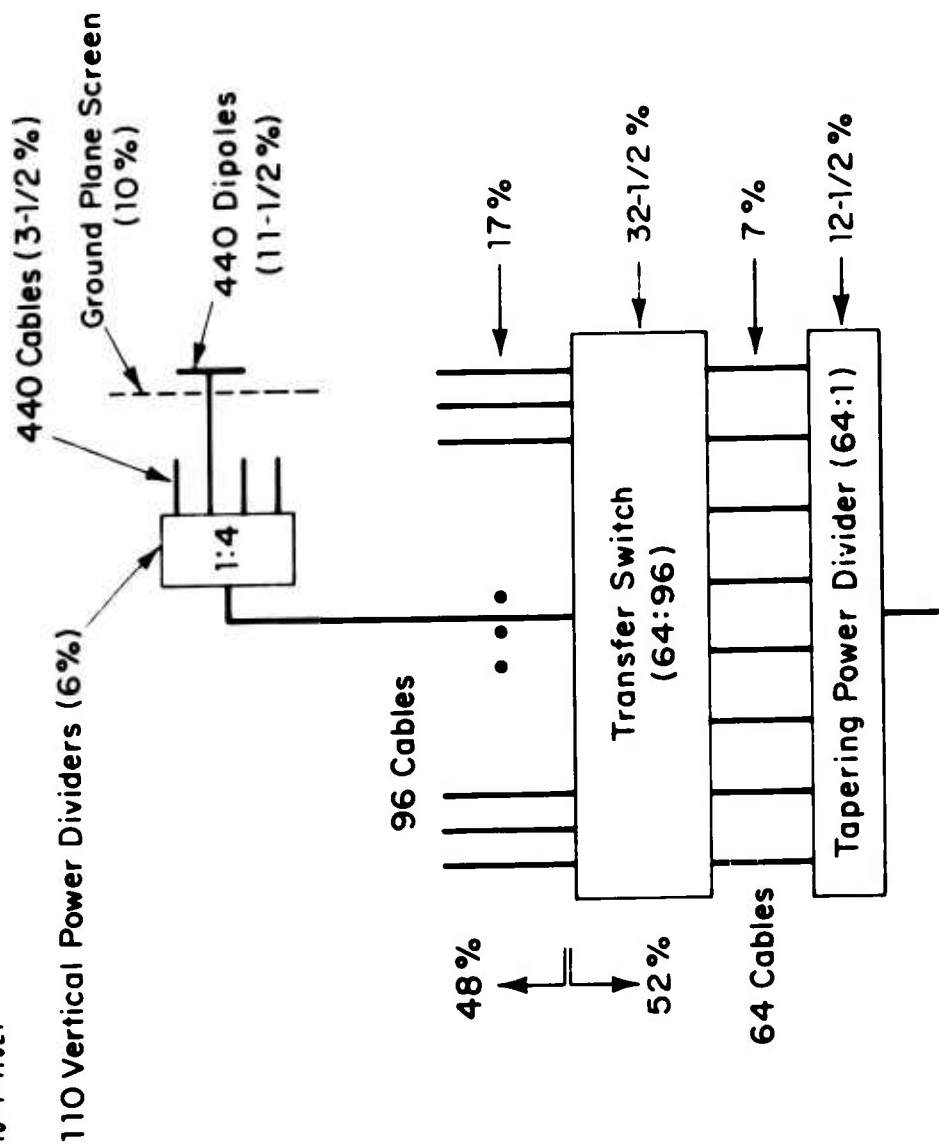 110 Vertical Power Dividers (6%)
440 Cables (3-1/2 %)
Ground Plane Screen
(10%)
440 Dipoles
(11-1/2%)
1:4
96 Cables
17%
48%
52%
Transfer Switch
(64:96)
32-1/2%
64 Cables
7%
Tapering Power Divider (64:1)
12-1/2%